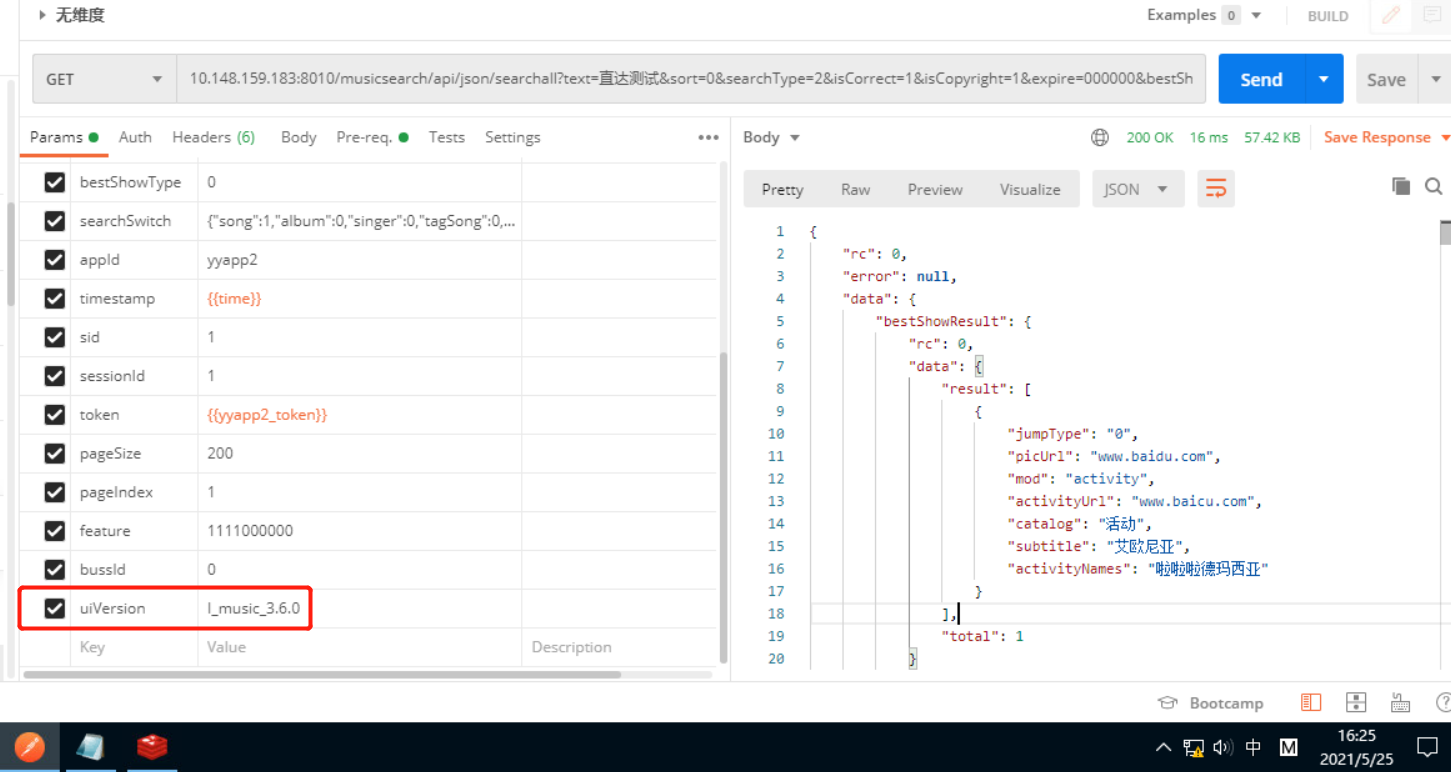 无维度
Examples 0
BUILD
GET
10.148.159.183:8010/musicsearch/api/json/searchall?text=直达测试&sort=0&searchType=2&isCorrect=1&isCopyright=1&expire=000000&bestSh
Send
Save
Params
Auth
Headers (6)
Body
Pre-req.
Tests
Settings
bestShowType 0
searchSwitch {"song":1,"album":0,"singer":0,"tagSong":0,...
appId yyapp2
timestamp {{time}}
sid 1
sessionId 1
token {{yyapp2_token}}
pageSize 200
pageIndex 1
feature 1111000000
bussId 0
uiVersion I_music_3.6.0
Key Value Description
Body
200 OK 16 ms 57.42 KB Save Response
Pretty Raw Preview Visualize JSON
1 {
2 "rc": 0,
3 "error": null,
4 "data": {
5 "bestShowResult": {
6 "rc": 0,
7 "data": {
8 "result": [
9 {
10 "jumpType": "0",
11 "picUrl": "www.baidu.com",
12 "mod": "activity",
13 "activityUrl": "www.baicu.com",
14 "catalog": "活动",
15 "subtitle": "艾欧尼亚",
16 "activityNames": "啦啦啦德玛西亚"
17 }
18 ],
19 "total": 1
20 }
Bootcamp
中
M
16:25
2021/5/25